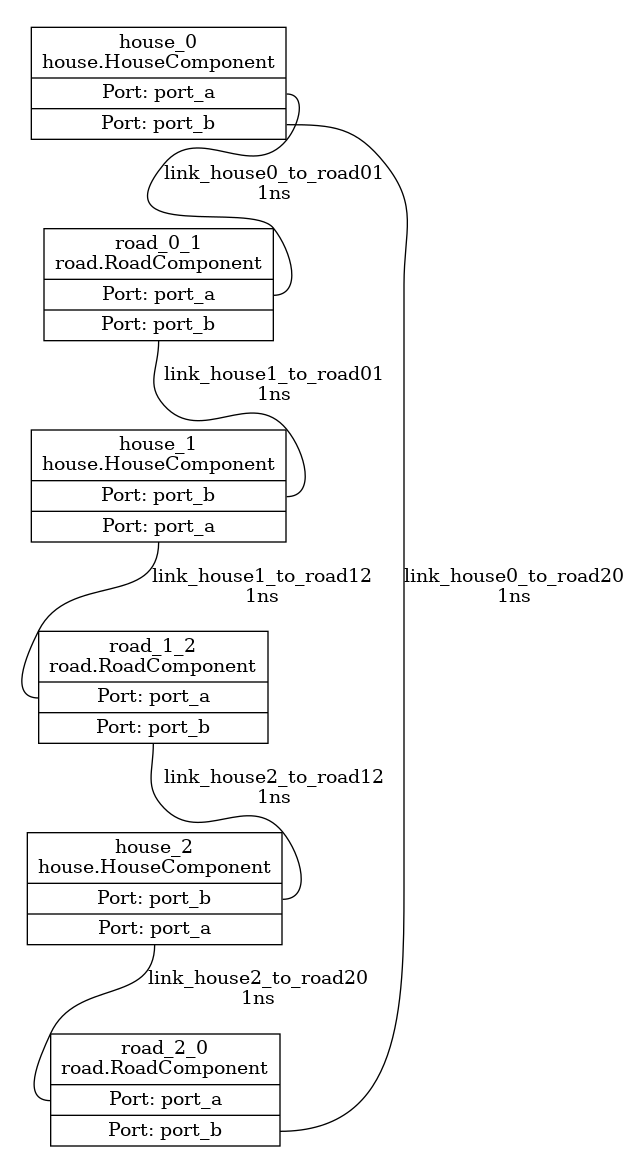 house_0
house.HouseComponent
Port: port_a
Port: port_b
link_house0_to_road01
1ns
road_0_1
road.RoadComponent
Port: port_a
Port: port_b
link_house1_to_road01
1ns
house_1
house.HouseComponent
Port: port_b
Port: port_a
link_house1_to_road12
1ns
link_house0_to_road20
1ns
road_1_2
road.RoadComponent
Port: port_a
Port: port_b
link_house2_to_road12
1ns
house_2
house.HouseComponent
Port: port_b
Port: port_a
link_house2_to_road20
1ns
road_2_0
road.RoadComponent
Port: port_a
Port: port_b